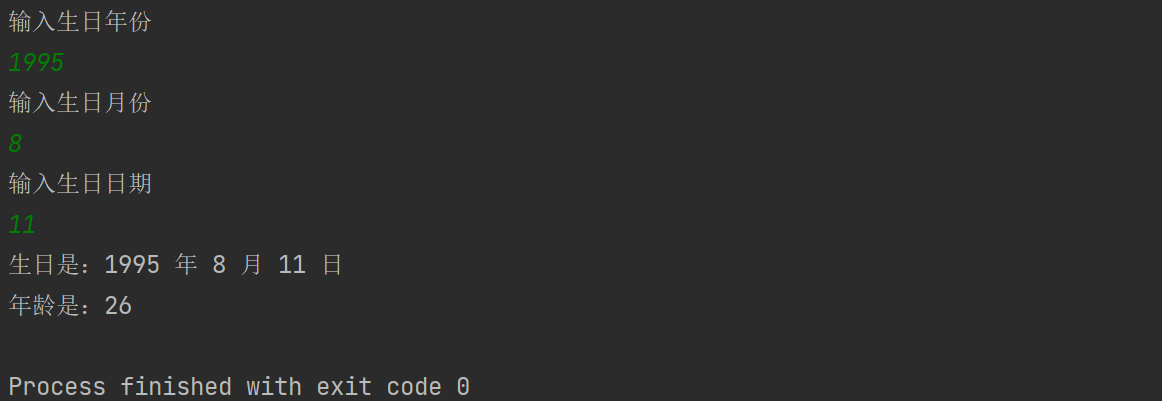 输入生日年份
1995
输入生日月份
8
输入生日日期
11
生日是：1995 年 8 月 11 日
年龄是：26
Process finished with exit code 0